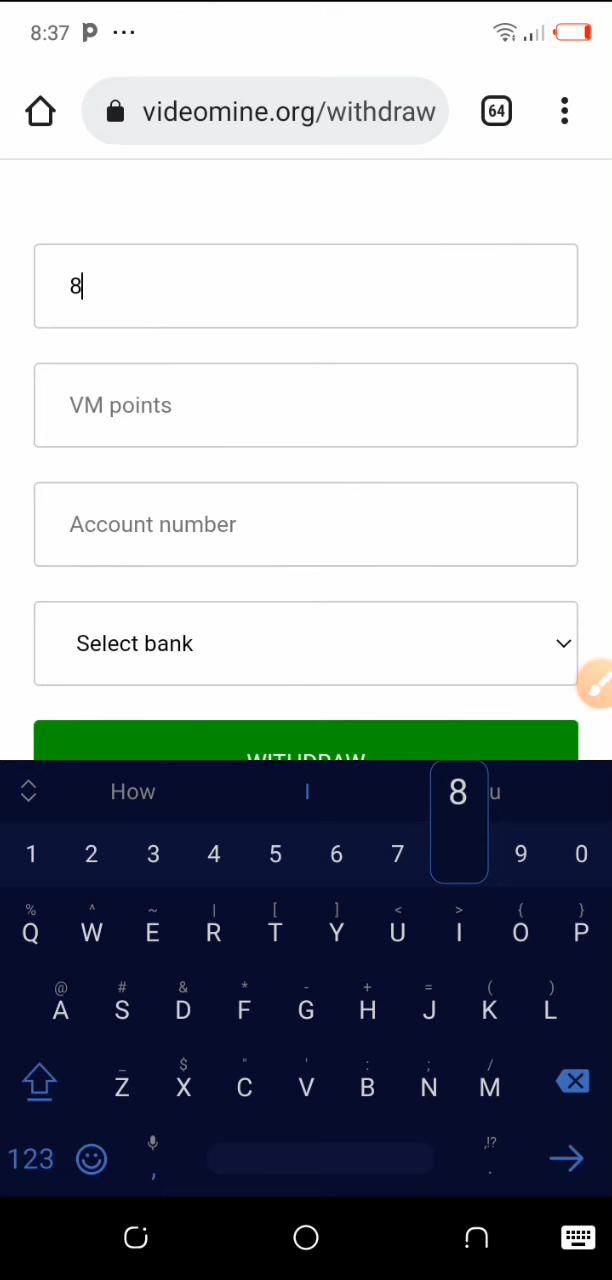 8:37
videomine.org/withdraw
64
8
VM points
Account number
Select bank
WITHDRAW
How I u
8
1 2 3 4 5 6 7 9 0
% ^ ~ | [ ] < > { }
Q W E R T Y U I O P
@ # & * - + = ( )
A S D F G H J K L
_ $ " ' : ; /
Z X C V B N M
123 , ,!? .